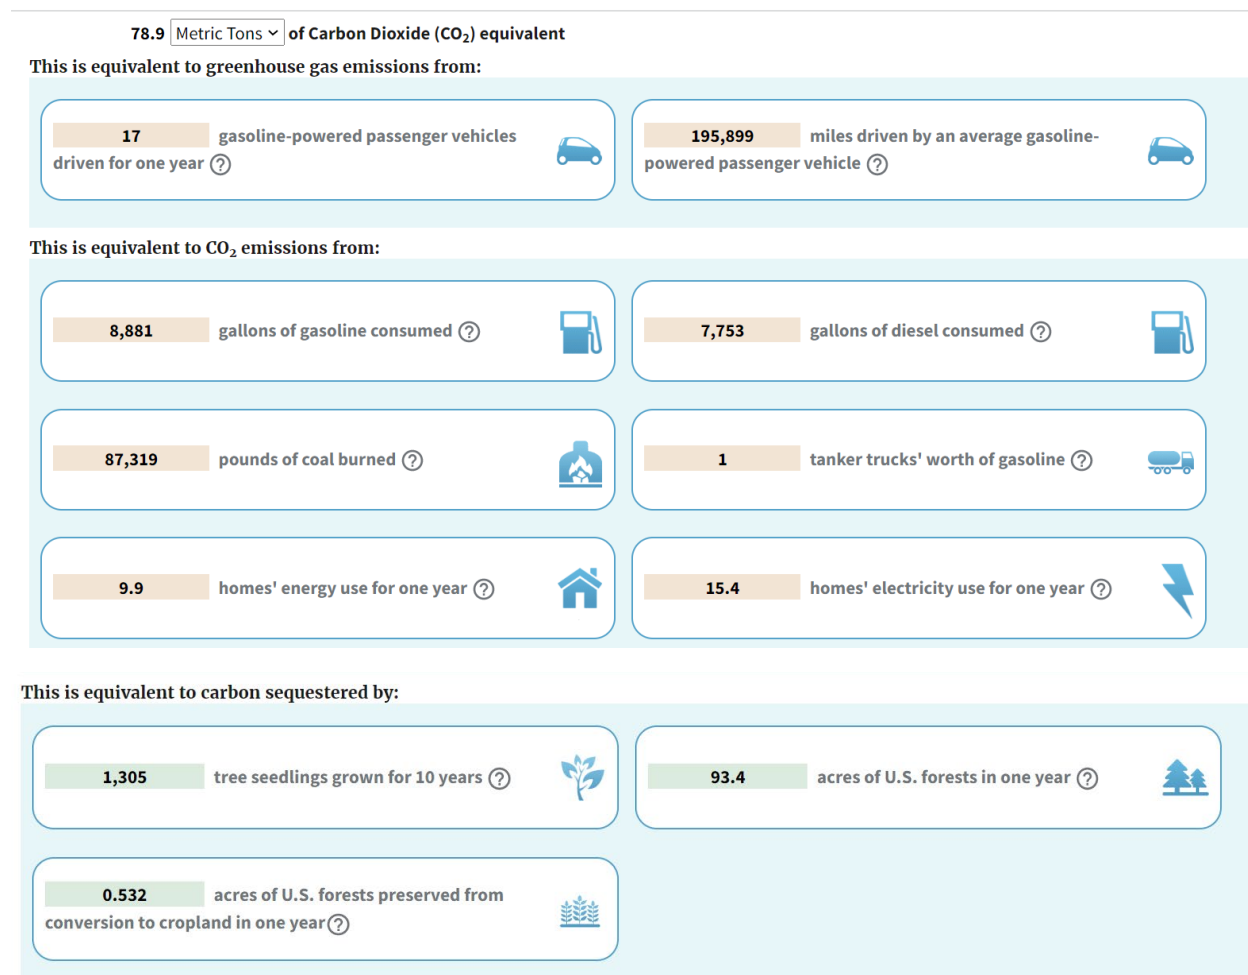 78.9 Metric Tons of Carbon Dioxide (CO₂) equivalent
This is equivalent to greenhouse gas emissions from:
17 gasoline-powered passenger vehicles
driven for one year ?
195,899 miles driven by an average gasoline-
powered passenger vehicle ?
This is equivalent to CO₂ emissions from:
8,881 gallons of gasoline consumed ?
7,753 gallons of diesel consumed ?
87,319 pounds of coal burned ?
1 tanker trucks' worth of gasoline ?
9.9 homes' energy use for one year ?
15.4 homes' electricity use for one year ?
This is equivalent to carbon sequestered by:
1,305 tree seedlings grown for 10 years ?
93.4 acres of U.S. forests in one year ?
0.532 acres of U.S. forests preserved from
conversion to cropland in one year ?